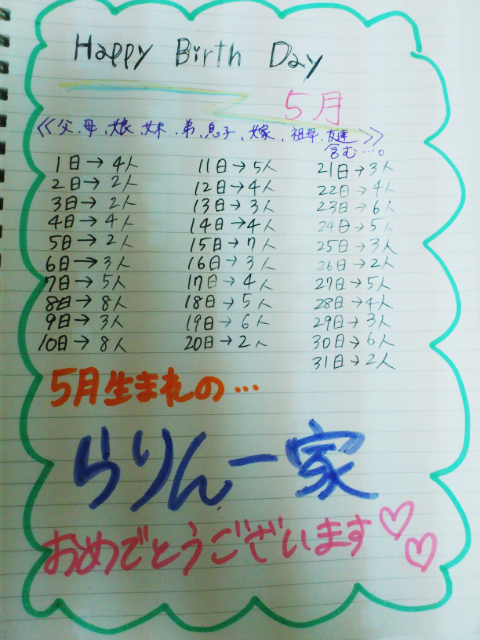 Happy Birth Day
5月
≪父、母、娘、妹、弟、息子、嫁、祖母、友達≫
含む…。
1日→4人
2日→2人
3日→2人
4日→4人
5日→2人
6日→3人
7日→5人
8日→8人
9日→3人
10日→8人
11日→5人
12日→4人
13日→3人
14日→4人
15日→7人
16日→3人
17日→4人
18日→5人
19日→6人
20日→2人
21日→3人
22日→4人
23日→6人
24日→5人
25日→3人
26日→2人
27日→5人
28日→4人
29日→3人
30日→6人
31日→2人
5月生まれの…
らりん一家
おめでとうございます♡♡